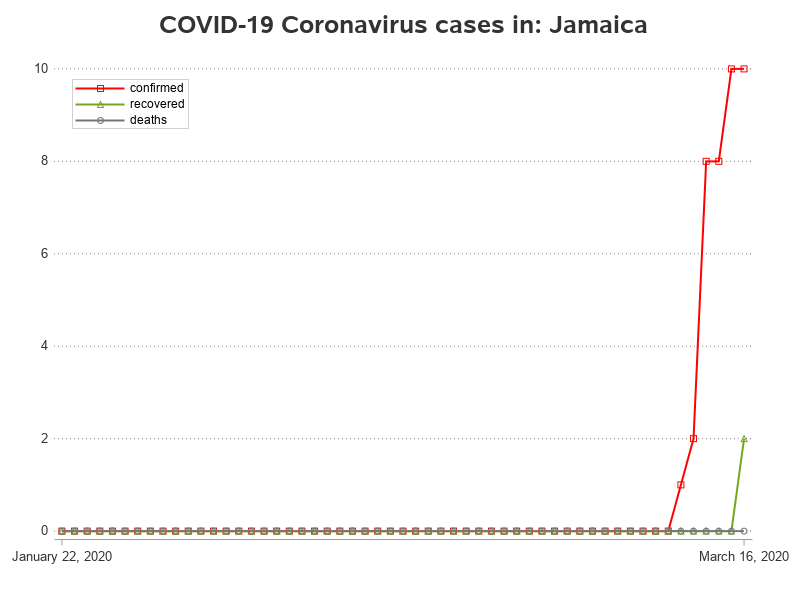 COVID-19 Coronavirus cases in: Jamaica
10
confirmed
recovered
deaths
8
6
4
2
0
January 22, 2020
March 16, 2020